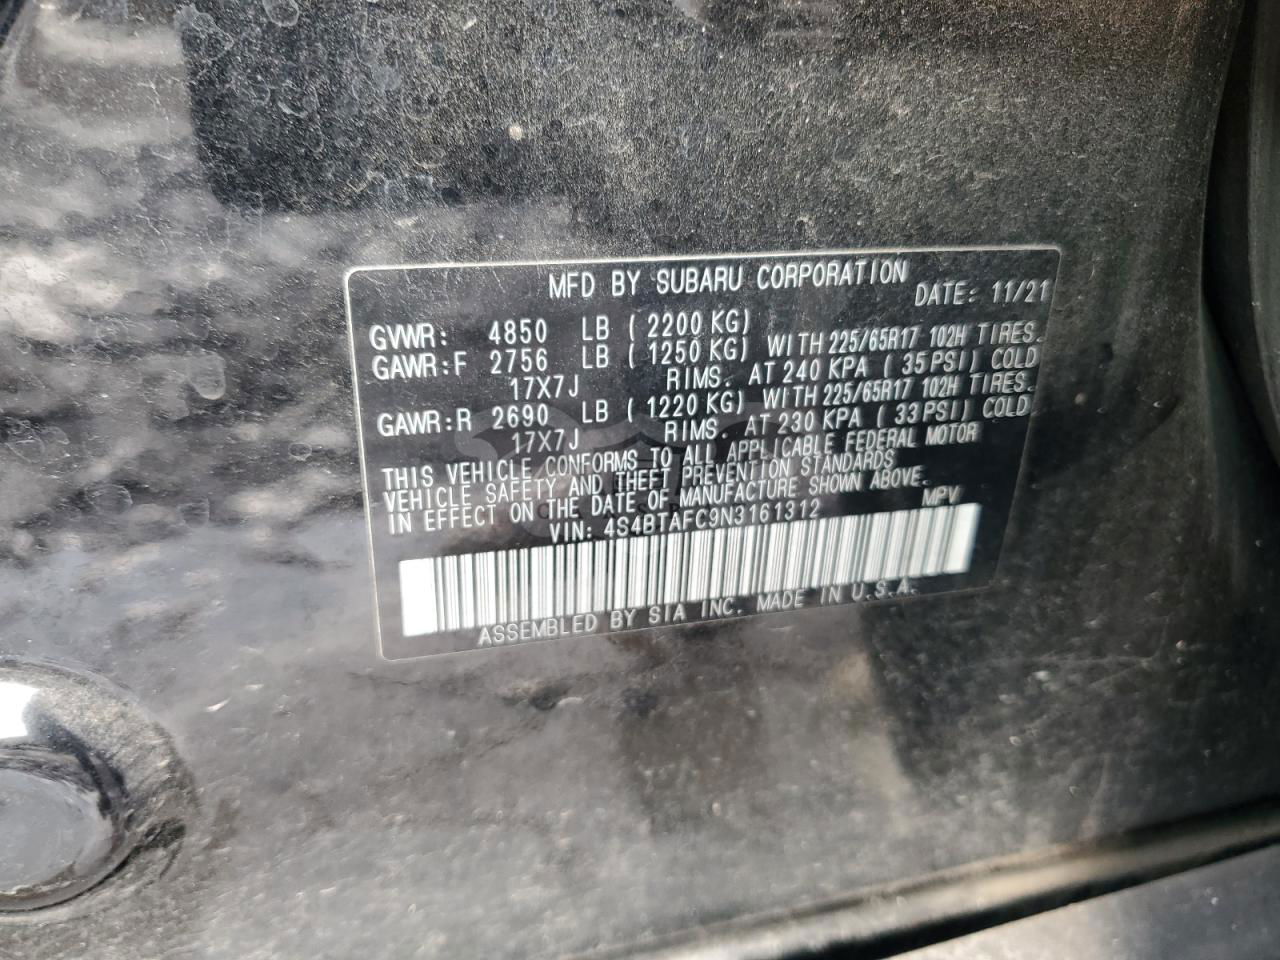 MFD BY SUBARU CORPORATION
DATE: 11/21
GVWR: 4850 LB ( 2200 KG)
GAWR:F 2756 LB ( 1250 KG) WITH 225/65R17 102H TIRES.
17X7J RIMS. AT 240 KPA ( 35 PSI) COLD
GAWR:R 2690 LB ( 1220 KG) WITH 225/65R17 102H TIRES.
17X7J RIMS. AT 230 KPA ( 33 PSI) COLD
THIS VEHICLE CONFORMS TO ALL APPLICABLE FEDERAL MOTOR
VEHICLE SAFETY AND THEFT PREVENTION STANDARDS
IN EFFECT ON THE DATE OF MANUFACTURE SHOWN ABOVE.
VIN: 4S4BTAFC9N3161312 MPV
ASSEMBLED BY SIA INC. MADE IN U.S.A.